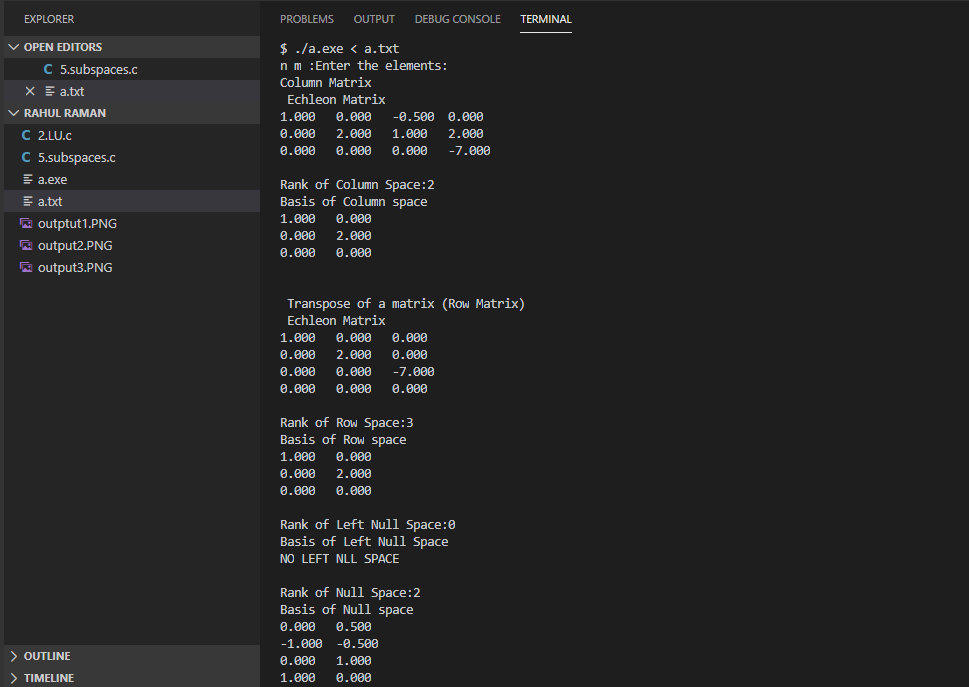 EXPLORER
OPEN EDITORS
C 5.subspaces.c
a.txt
RAHUL RAMAN
C 2.LU.c
C 5.subspaces.c
a.exe
a.txt
outptut1.PNG
output2.PNG
output3.PNG
OUTLINE
TIMELINE
PROBLEMS OUTPUT DEBUG CONSOLE TERMINAL
$ ./a.exe < a.txt
n m :Enter the elements:
Column Matrix
Echleon Matrix
1.000 0.000 -0.500 0.000
0.000 2.000 1.000 2.000
0.000 0.000 0.000 -7.000
Rank of Column Space:2
Basis of Column space
1.000 0.000
0.000 2.000
0.000 0.000
Transpose of a matrix (Row Matrix)
Echleon Matrix
1.000 0.000 0.000
0.000 2.000 0.000
0.000 0.000 -7.000
0.000 0.000 0.000
Rank of Row Space:3
Basis of Row space
1.000 0.000
0.000 2.000
0.000 0.000
Rank of Left Null Space:0
Basis of Left Null Space
NO LEFT NLL SPACE
Rank of Null Space:2
Basis of Null space
0.000 0.500
-1.000 -0.500
0.000 1.000
1.000 0.000